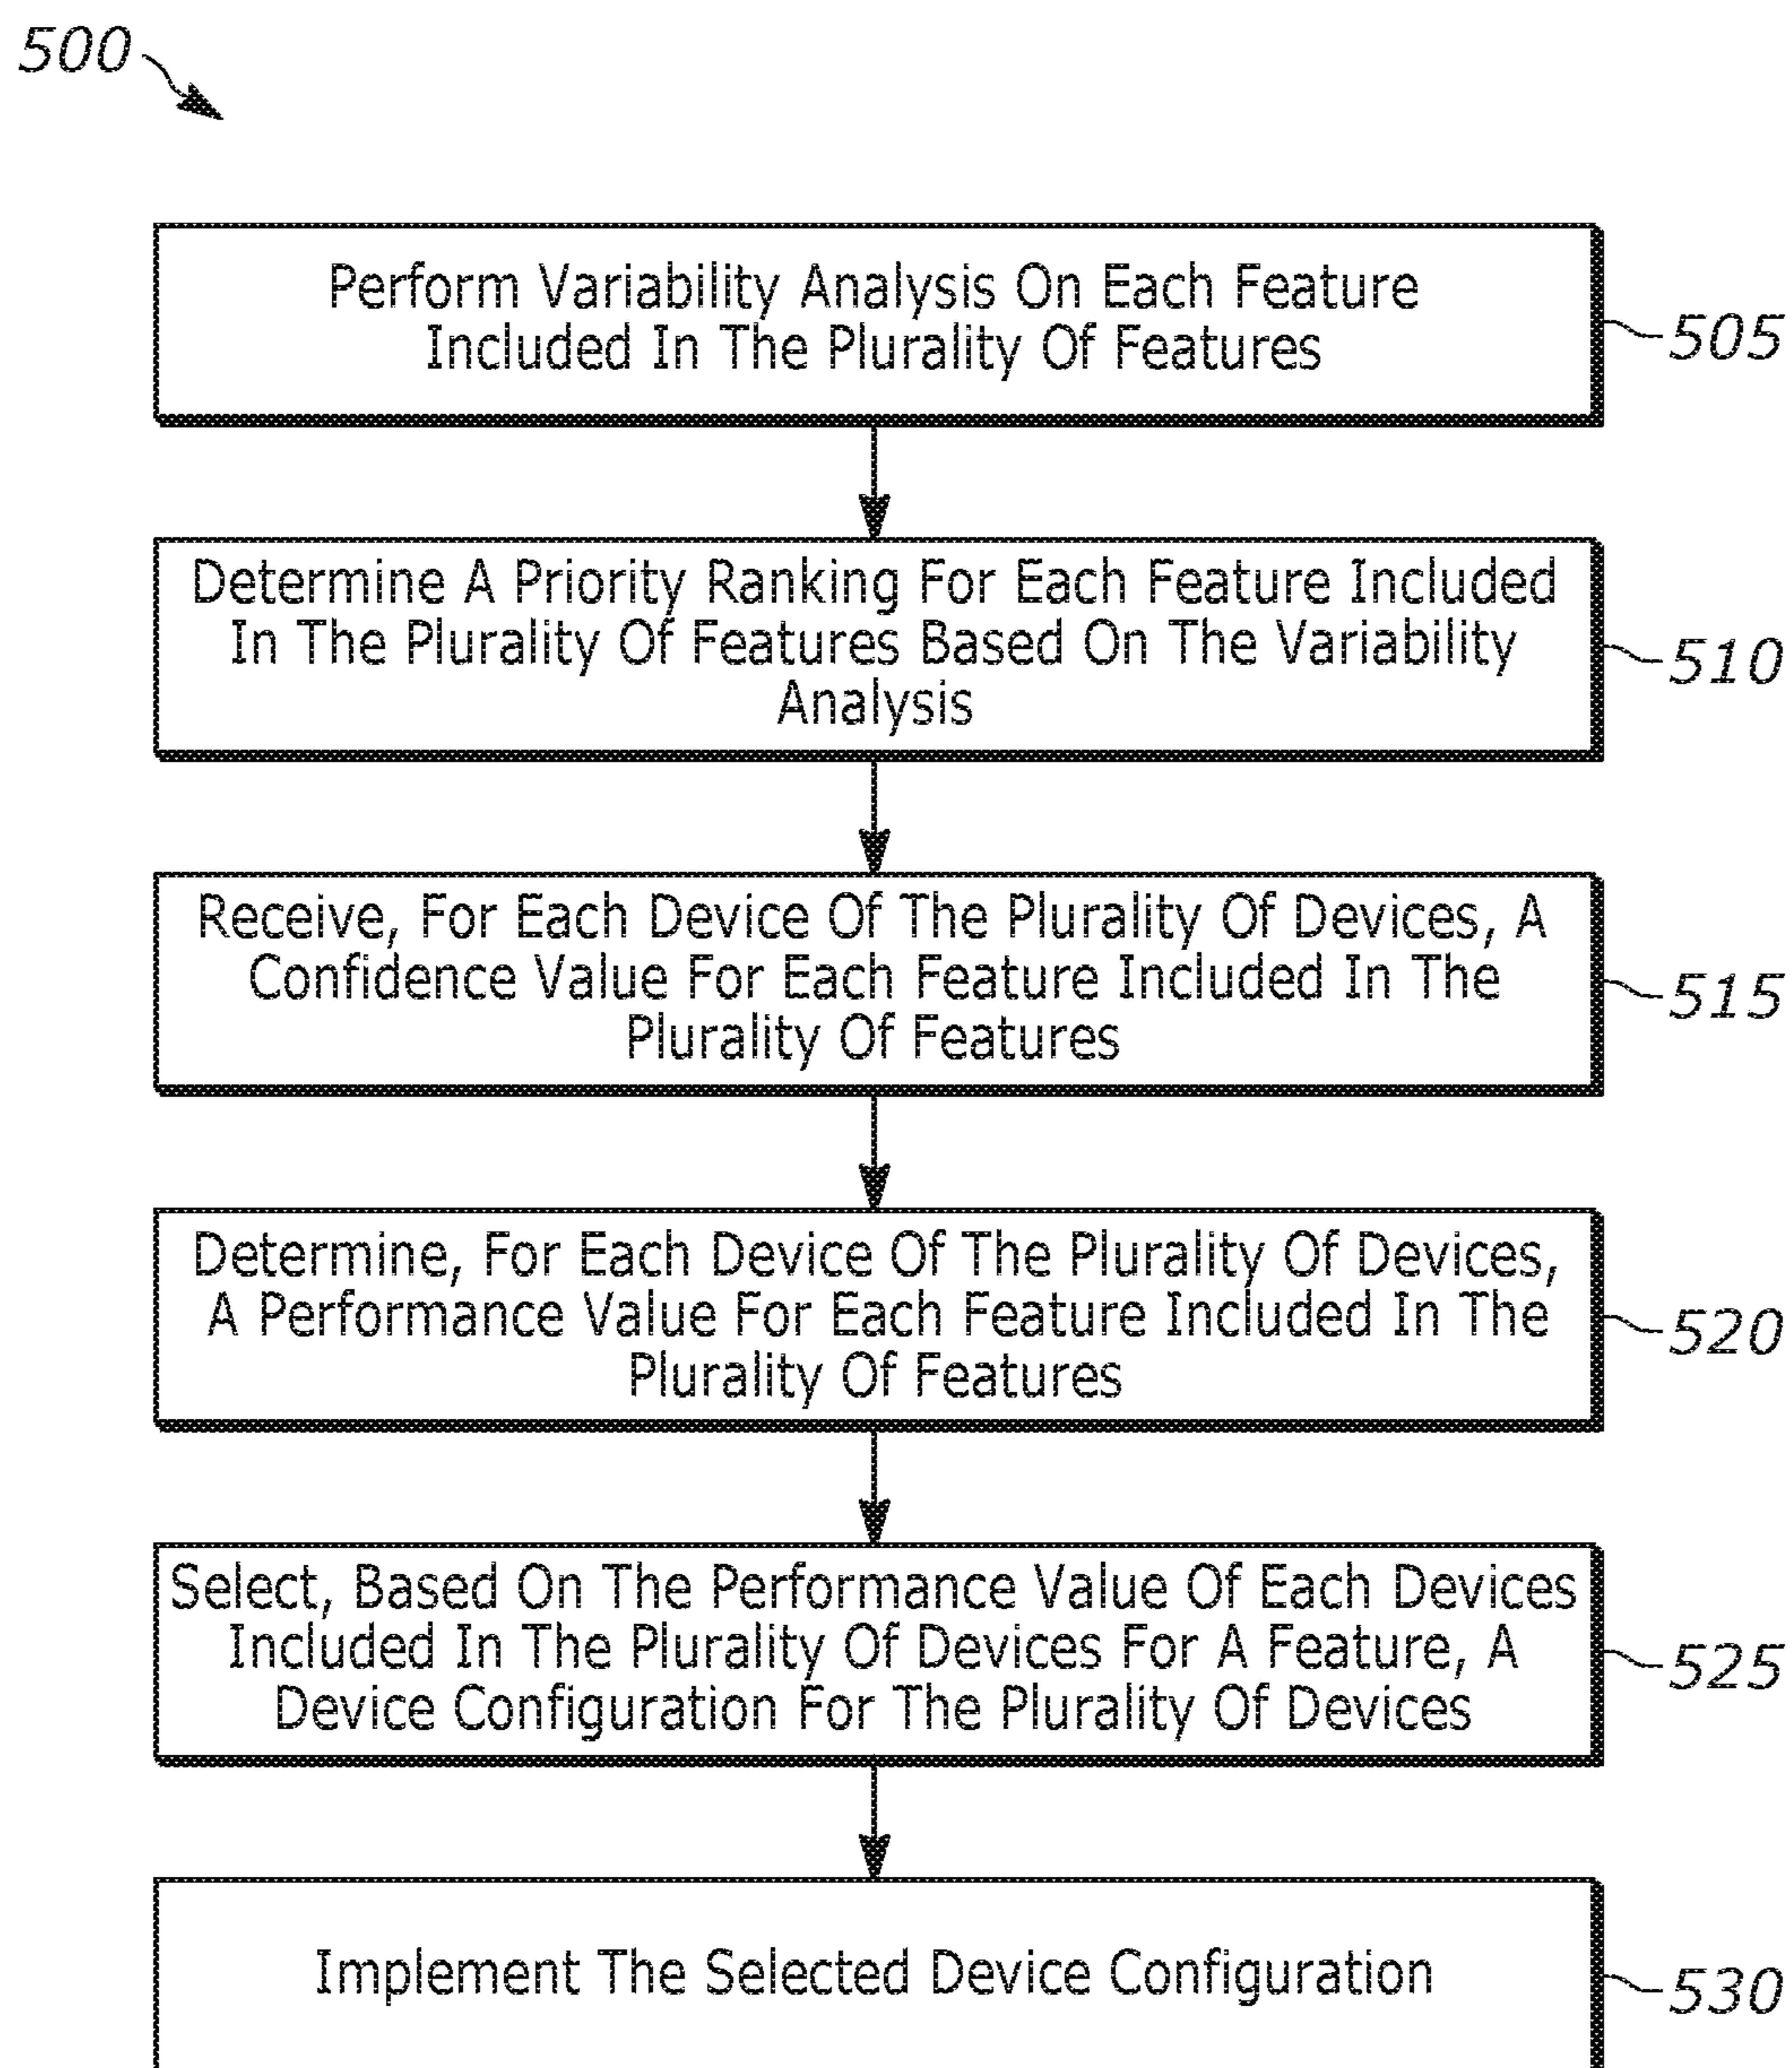 500
Perform Variability Analysis On Each Feature
Included In The Plurality Of Features
505
Determine A Priority Ranking For Each Feature Included
In The Plurality Of Features Based On The Variability
Analysis
510
Receive, For Each Device Of The Plurality Of Devices, A
Confidence Value For Each Feature Included In The
Plurality Of Features
515
Determine, For Each Device Of The Plurality Of Devices,
A Performance Value For Each Feature Included In The
Plurality Of Features
520
Select, Based On The Performance Value Of Each Devices
Included In The Plurality Of Devices For A Feature, A
Device Configuration For The Plurality Of Devices
525
Implement The Selected Device Configuration
530